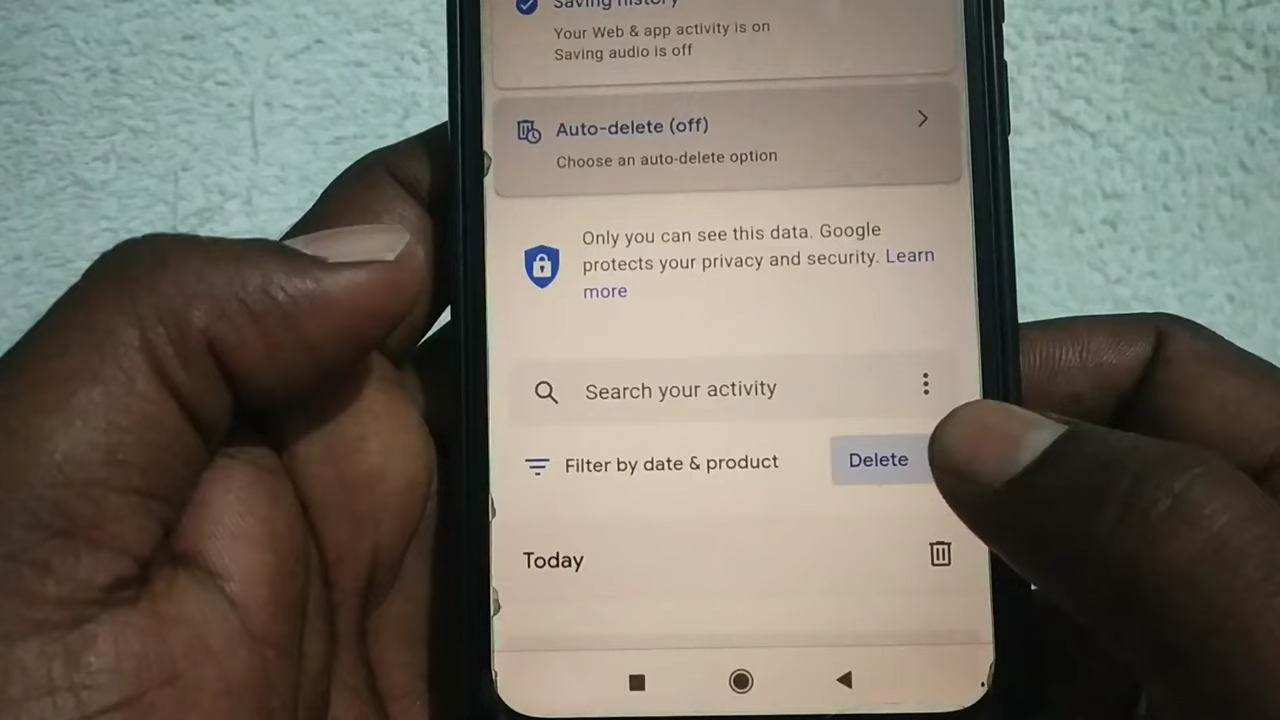 Saving history
Your Web & app activity is on
Saving audio is off
Auto-delete (off)
Choose an auto-delete option
Only you can see this data. Google
protects your privacy and security. Learn
more
Search your activity
Filter by date & product
Delete
Today